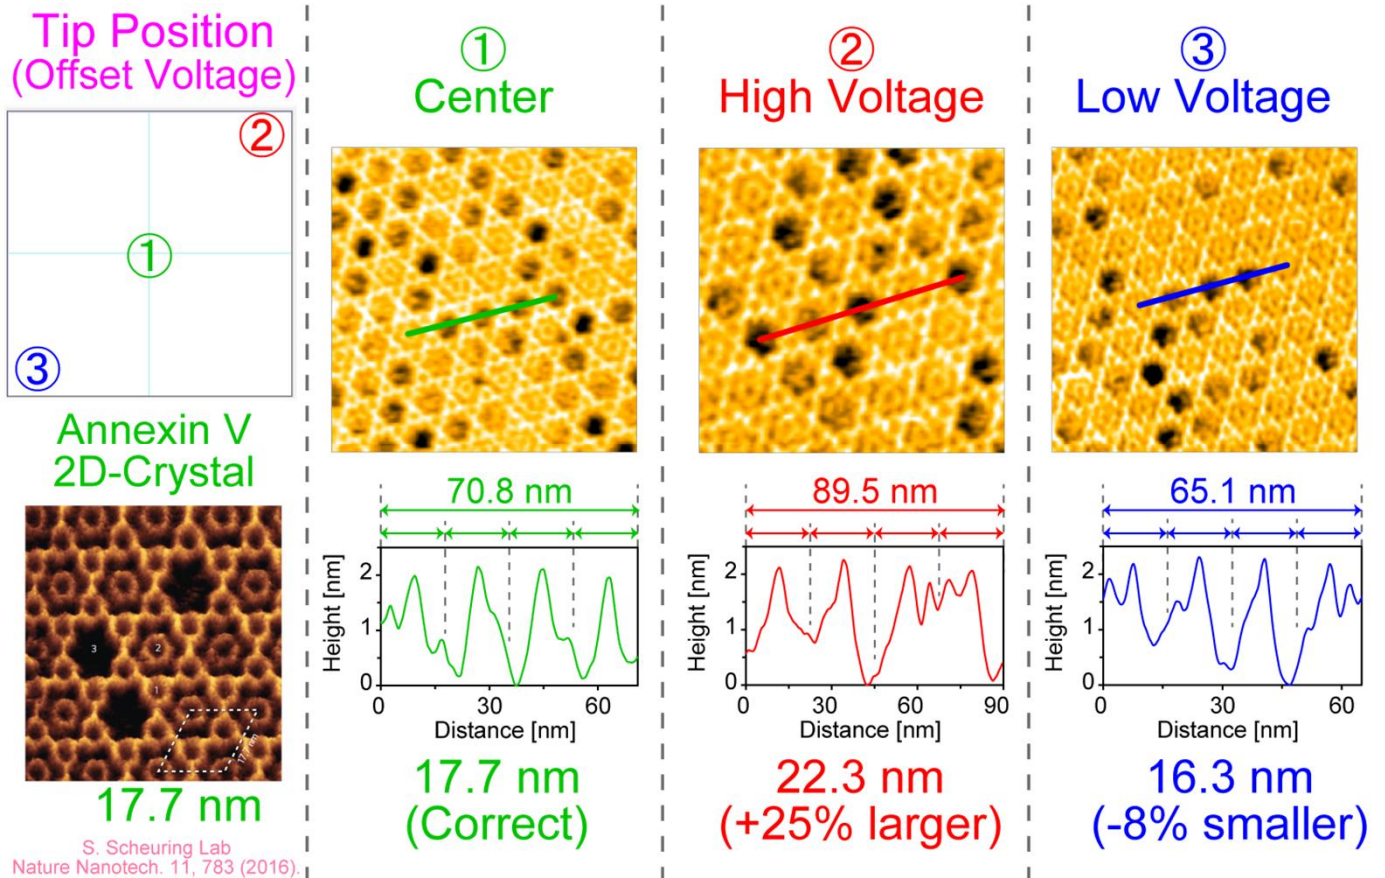 Tip Position
(Offset Voltage)
②
①
③
Annexin V
2D-Crystal
3
2
1
17.7 nm
17.7 nm
S. Scheuring Lab
Nature Nanotech. 11, 783 (2016).
①
Center
70.8 nm
Height [nm]
2
1
0
0
30
60
Distance [nm]
17.7 nm
(Correct)
②
High Voltage
89.5 nm
Height [nm]
2
1
0
0
30
60
90
Distance [nm]
22.3 nm
(+25% larger)
③
Low Voltage
65.1 nm
Height [nm]
2
1
0
0
30
60
Distance [nm]
16.3 nm
(-8% smaller)